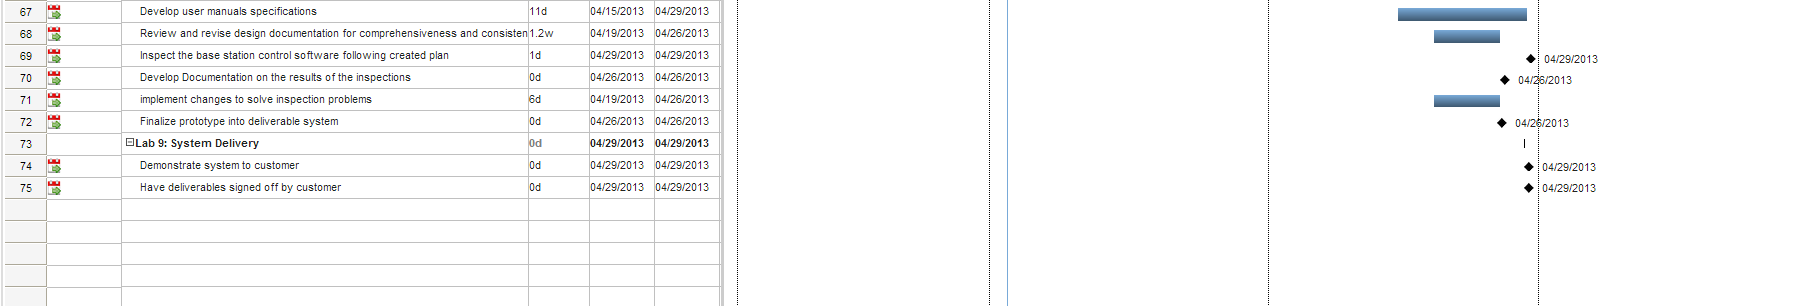 67 Develop user manuals specifications 11d 04/15/2013 04/29/2013
68 Review and revise design documentation for comprehensiveness and consisten 1.2w 04/19/2013 04/26/2013
69 Inspect the base station control software following created plan 1d 04/29/2013 04/29/2013 04/29/2013
70 Develop Documentation on the results of the inspections 0d 04/26/2013 04/26/2013 04/26/2013
71 implement changes to solve inspection problems 6d 04/19/2013 04/26/2013
72 Finalize prototype into deliverable system 0d 04/26/2013 04/26/2013 04/26/2013
73 Lab 9: System Delivery 0d 04/29/2013 04/29/2013
74 Demonstrate system to customer 0d 04/29/2013 04/29/2013 04/29/2013
75 Have deliverables signed off by customer 0d 04/29/2013 04/29/2013 04/29/2013